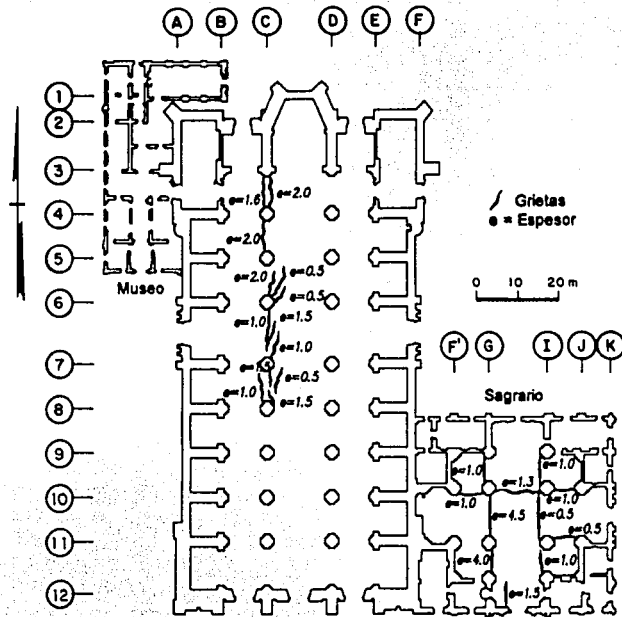 A B C D E F
1
2
3
4
5
6
7
8
9
10
11
12
e=1.6
e=2.0
e=2.0
e=2.0
e=0.5
e=0.5
e=1.0
e=1.5
e=1.0
e=0.5
e=1.0
e=1.5
Museo
Grietas
e = Espesor
0 10 20 m
F' G I J K
Sagrario
e=1.0
e=1.0
e=1.3
e=1.0
e=1.0
e=4.5
e=0.5
e=0.5
e=4.0
e=1.0
e=1.5